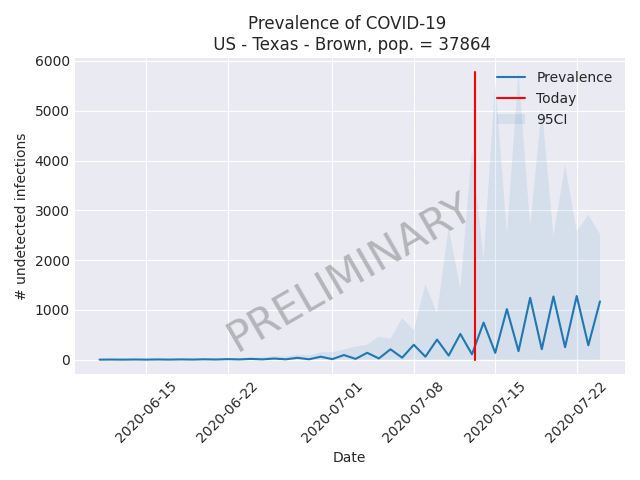 Prevalence of COVID-19
US - Texas - Brown, pop. = 37864
6000
5000
4000
3000
2000
1000
0
# undetected infections
Prevalence
Today
95CI
PRELIMINARY
2020-06-15
2020-06-22
2020-07-01
2020-07-08
2020-07-15
2020-07-22
Date